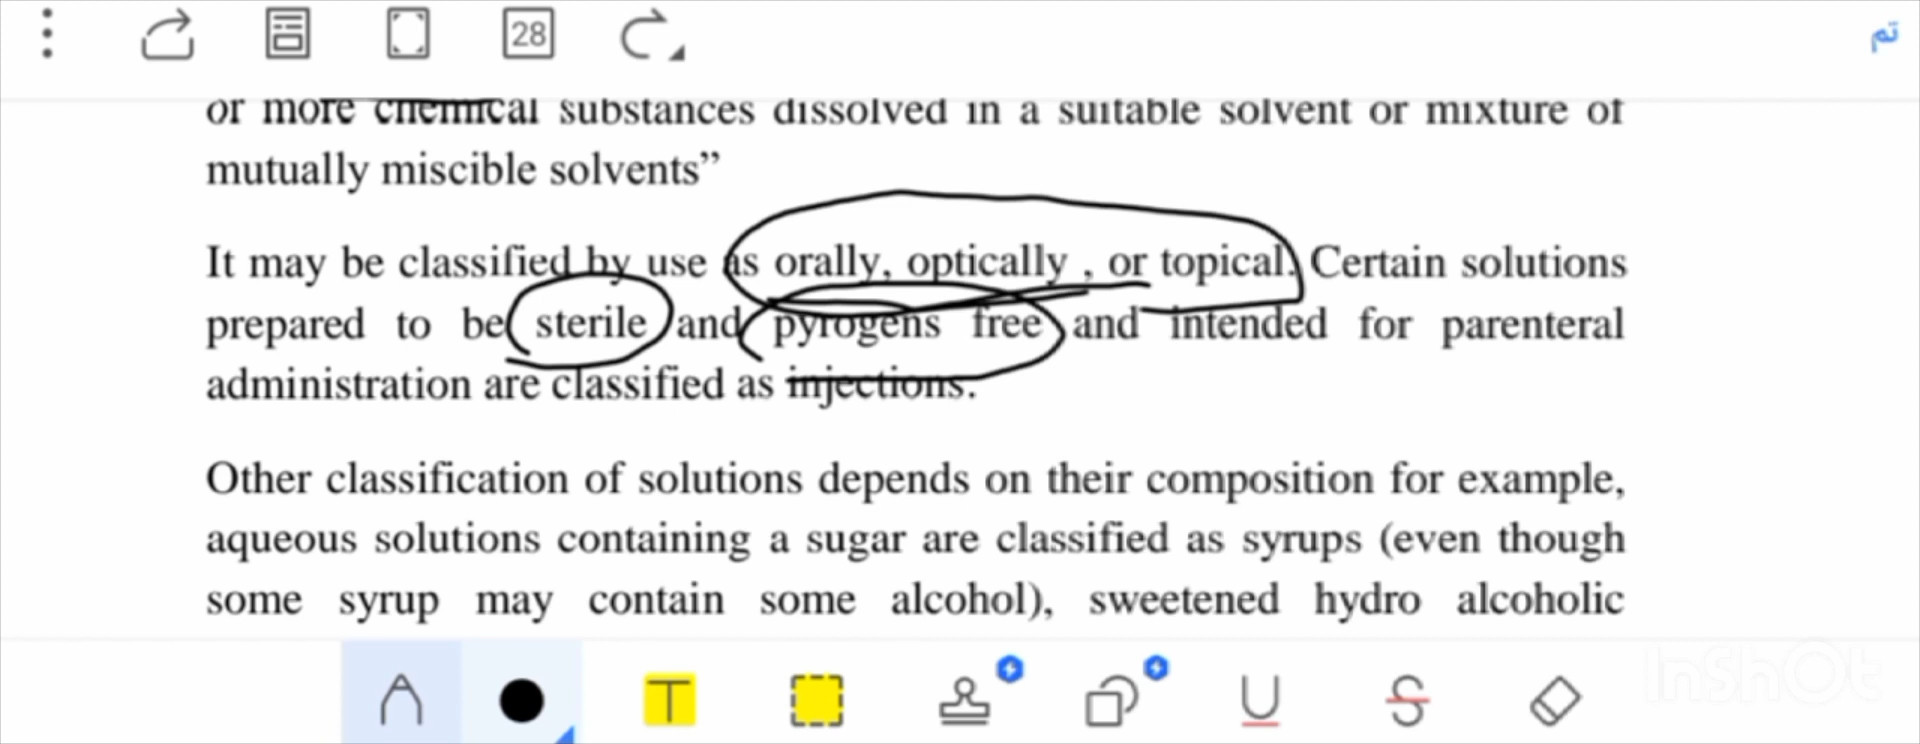 28
تم
or more chemical substances dissolved in a suitable solvent or mixture of
mutually miscible solvents”
It may be classified by use as orally, optically , or topical. Certain solutions
prepared to be sterile and pyrogens free and intended for parenteral
administration are classified as injections.
Other classification of solutions depends on their composition for example,
aqueous solutions containing a sugar are classified as syrups (even though
some syrup may contain some alcohol), sweetened hydro alcoholic
T
U
S
InShOt